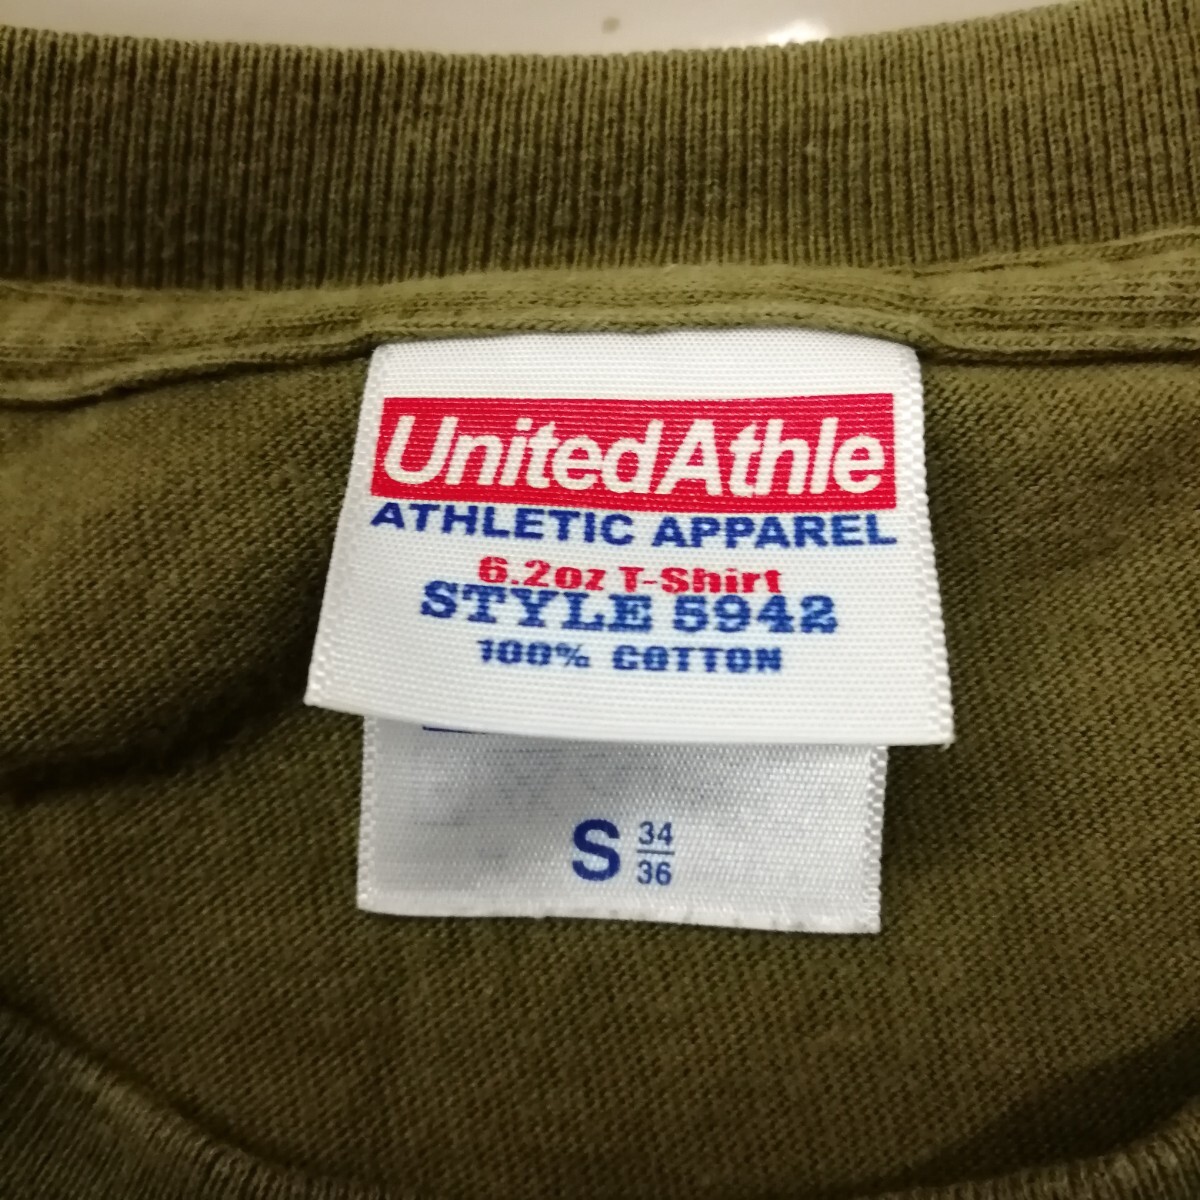 UnitedAthle
ATHLETIC APPAREL
6.2oz T-Shirt
STYLE 5942
100% COTTON
S 34
36